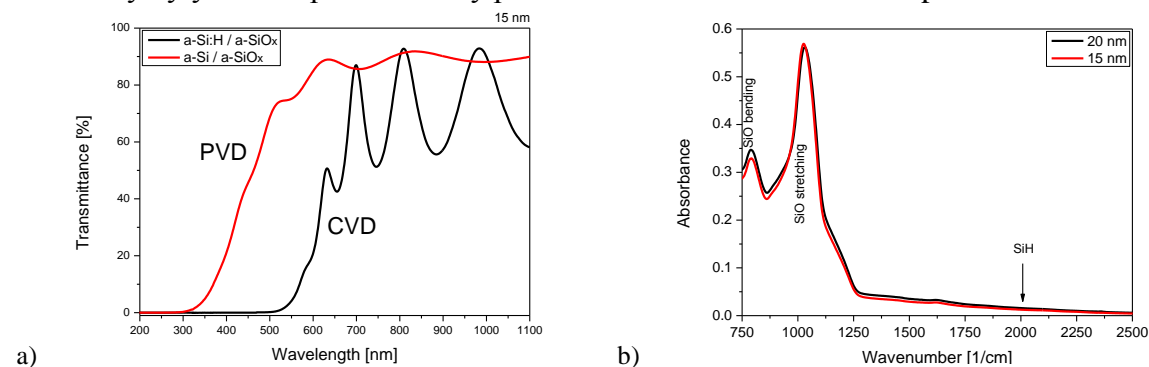 15 nm
a-Si:H / a-SiOx
a-Si / a-SiOx
PVD
CVD
Transmittance [%]
100
80
60
40
20
0
200 300 400 500 600 700 800 900 1000 1100
Wavelength [nm]
a)
20 nm
15 nm
SiO bending
SiO stretching
SiH
Absorbance
0.6
0.5
0.4
0.3
0.2
0.1
0.0
750 1000 1250 1500 1750 2000 2250 2500
Wavenumber [1/cm]
b)